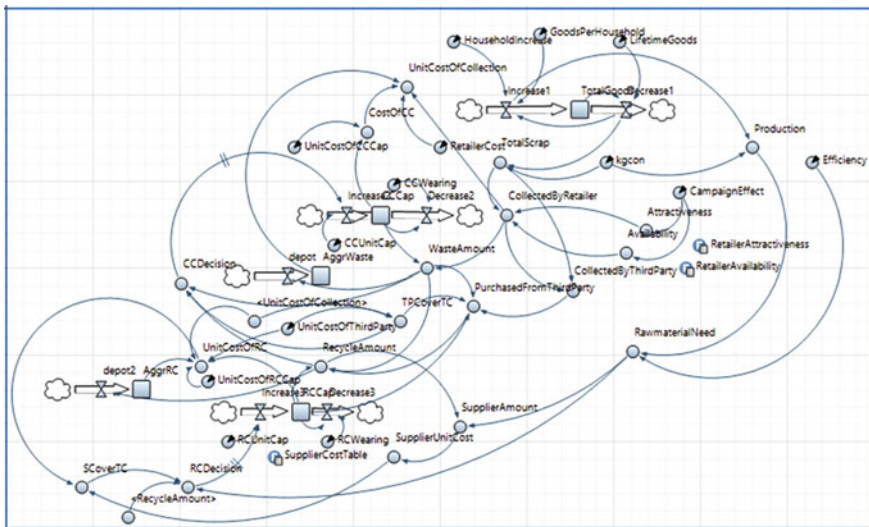 GoodsPerHousehold
HouseholdIncrease
LifetimeGoods
UnitCostOfCollection
Increase1
TotalGoods
Decrease1
CostOfCC
UnitCostOfCCCap
RetailerCost
TotalScrap
kgcon
Production
Efficiency
CCWearing
Increase2
CCCap
Decrease2
CollectedByRetailer
CampaignEffect
Attractiveness
CCUnitCap
Availability
RetailerAttractiveness
WasteAmount
depot
AggrWaste
CCDecision
CollectedByThirdParty
RetailerAvailability
PurchasedFromThirdParty
<UnitCostOfCollection>
TPCoverTC
UnitCostOfThirdParty
UnitCostOfRC
RecycleAmount
RawmaterialNeed
depot2
AggrRC
UnitCostOfRCCap
Increase3
RCCap
Decrease3
SupplierAmount
RCUnitCap
RCWearing
SupplierUnitCost
SupplierCostTable
SCoverTC
RCDecision
<RecycleAmount>